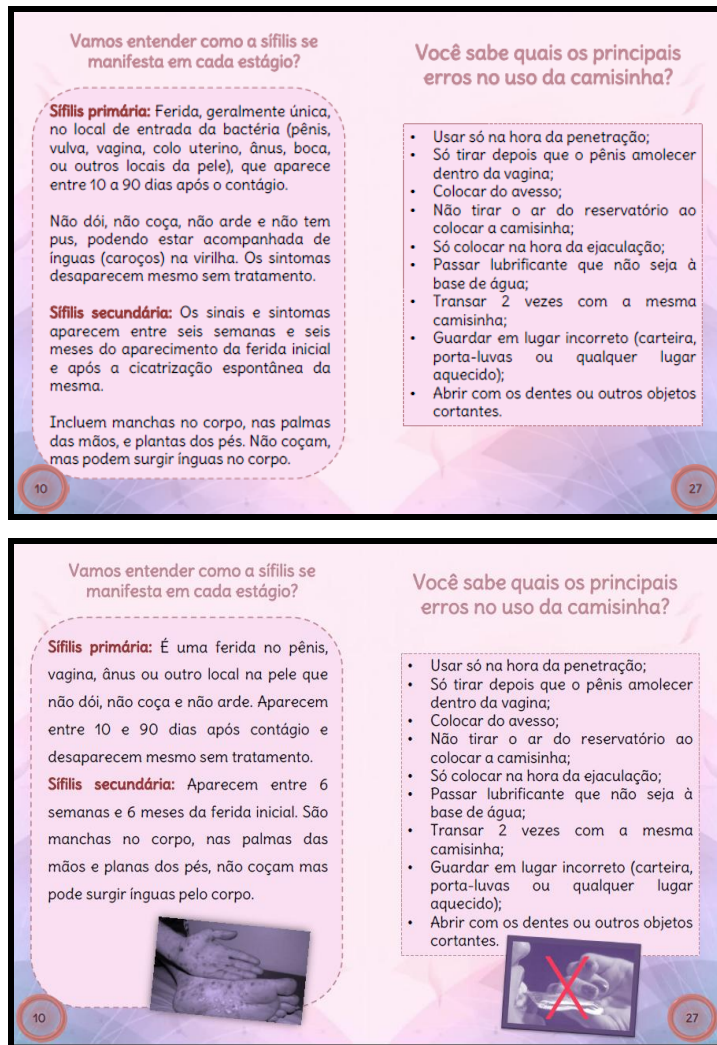 Vamos entender como a sífilis se
manifesta em cada estágio?
Sífilis primária: Ferida, geralmente única,
no local de entrada da bactéria (pênis,
vulva, vagina, colo uterino, ânus, boca,
ou outros locais da pele), que aparece
entre 10 a 90 dias após o contágio.
Não dói, não coça, não arde e não tem
pus, podendo estar acompanhada de
ínguas (caroços) na virilha. Os sintomas
desaparecem mesmo sem tratamento.
Sífilis secundária: Os sinais e sintomas
aparecem entre seis semanas e seis
meses do aparecimento da ferida inicial
e após a cicatrização espontânea da
mesma.
Incluem manchas no corpo, nas palmas
das mãos, e plantas dos pés. Não coçam,
mas podem surgir ínguas no corpo.
10
Você sabe quais os principais
erros no uso da camisinha?
• Usar só na hora da penetração;
• Só tirar depois que o pênis amolecer
dentro da vagina;
• Colocar do avesso;
• Não tirar o ar do reservatório ao
colocar a camisinha;
• Só colocar na hora da ejaculação;
• Passar lubrificante que não seja à
base de água;
• Transar 2 vezes com a mesma
camisinha;
• Guardar em lugar incorreto (carteira,
porta-luvas ou qualquer lugar
aquecido);
• Abrir com os dentes ou outros objetos
cortantes.
27
Vamos entender como a sífilis se
manifesta em cada estágio?
Sífilis primária: É uma ferida no pênis,
vagina, ânus ou outro local na pele que
não dói, não coça e não arde. Aparecem
entre 10 e 90 dias após contágio e
desaparecem mesmo sem tratamento.
Sífilis secundária: Aparecem entre 6
semanas e 6 meses da ferida inicial. São
manchas no corpo, nas palmas das
mãos e planas dos pés, não coçam mas
pode surgir ínguas pelo corpo.
10
Você sabe quais os principais
erros no uso da camisinha?
• Usar só na hora da penetração;
• Só tirar depois que o pênis amolecer
dentro da vagina;
• Colocar do avesso;
• Não tirar o ar do reservatório ao
colocar a camisinha;
• Só colocar na hora da ejaculação;
• Passar lubrificante que não seja à
base de água;
• Transar 2 vezes com a mesma
camisinha;
• Guardar em lugar incorreto (carteira,
porta-luvas ou qualquer lugar
aquecido);
• Abrir com os dentes ou outros objetos
cortantes.
27